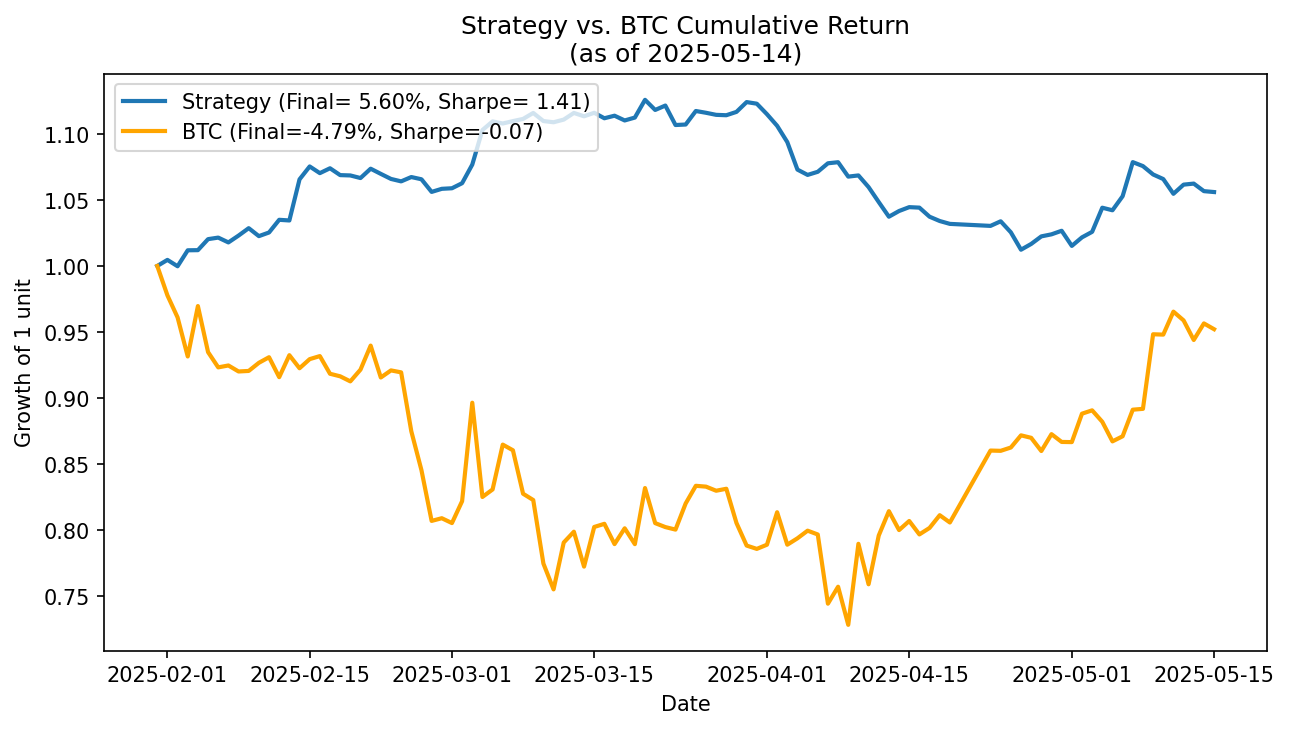 Strategy vs. BTC Cumulative Return
(as of 2025-05-14)
Strategy (Final= 5.60%, Sharpe= 1.41)
BTC (Final=-4.79%, Sharpe=-0.07)
Growth of 1 unit
1.10
1.05
1.00
0.95
0.90
0.85
0.80
0.75
2025-02-01 2025-02-15 2025-03-01 2025-03-15 2025-04-01 2025-04-15 2025-05-01 2025-05-15
Date